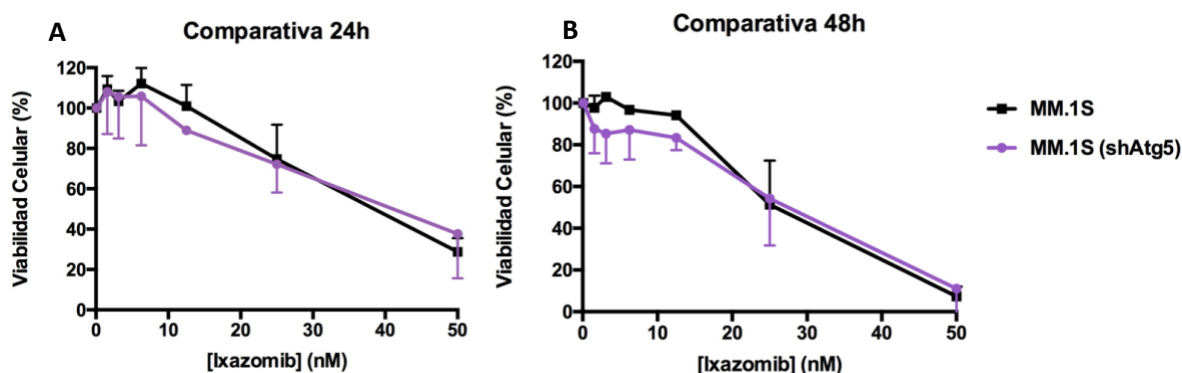 A
Comparativa 24h
Viabilidad Celular (%)
120
100
80
60
40
20
0
0 10 20 30 40 50
[Ixazomib] (nM)
B
Comparativa 48h
Viabilidad Celular (%)
120
100
80
60
40
20
0
0 10 20 30 40 50
[Ixazomib] (nM)
MM.1S
MM.1S (shAtg5)